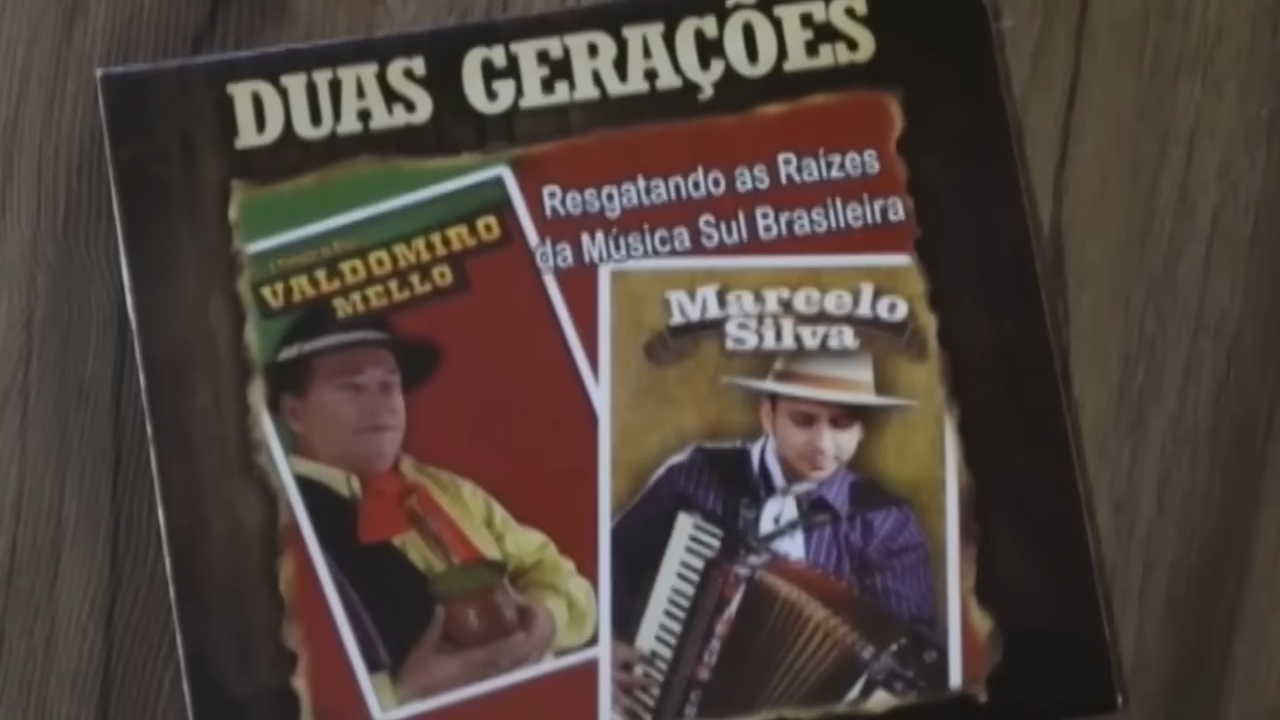 DUAS GERAÇÕES
Resgatando as Raízes
da Música Sul Brasileira
VALDOMIRO
MELLO
Marcelo
Silva